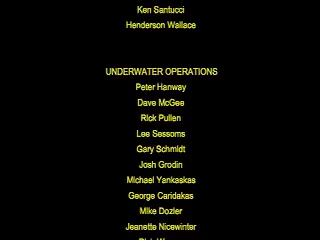 Ken Santucci
Henderson Wallace
UNDERWATER OPERATIONS
Peter Hanway
Dave McGee
Rick Pullen
Lee Sessoms
Gary Schmidt
Josh Grodin
Michael Yankaskas
George Caridakas
Mike Dozier
Jeanette Nicewinter